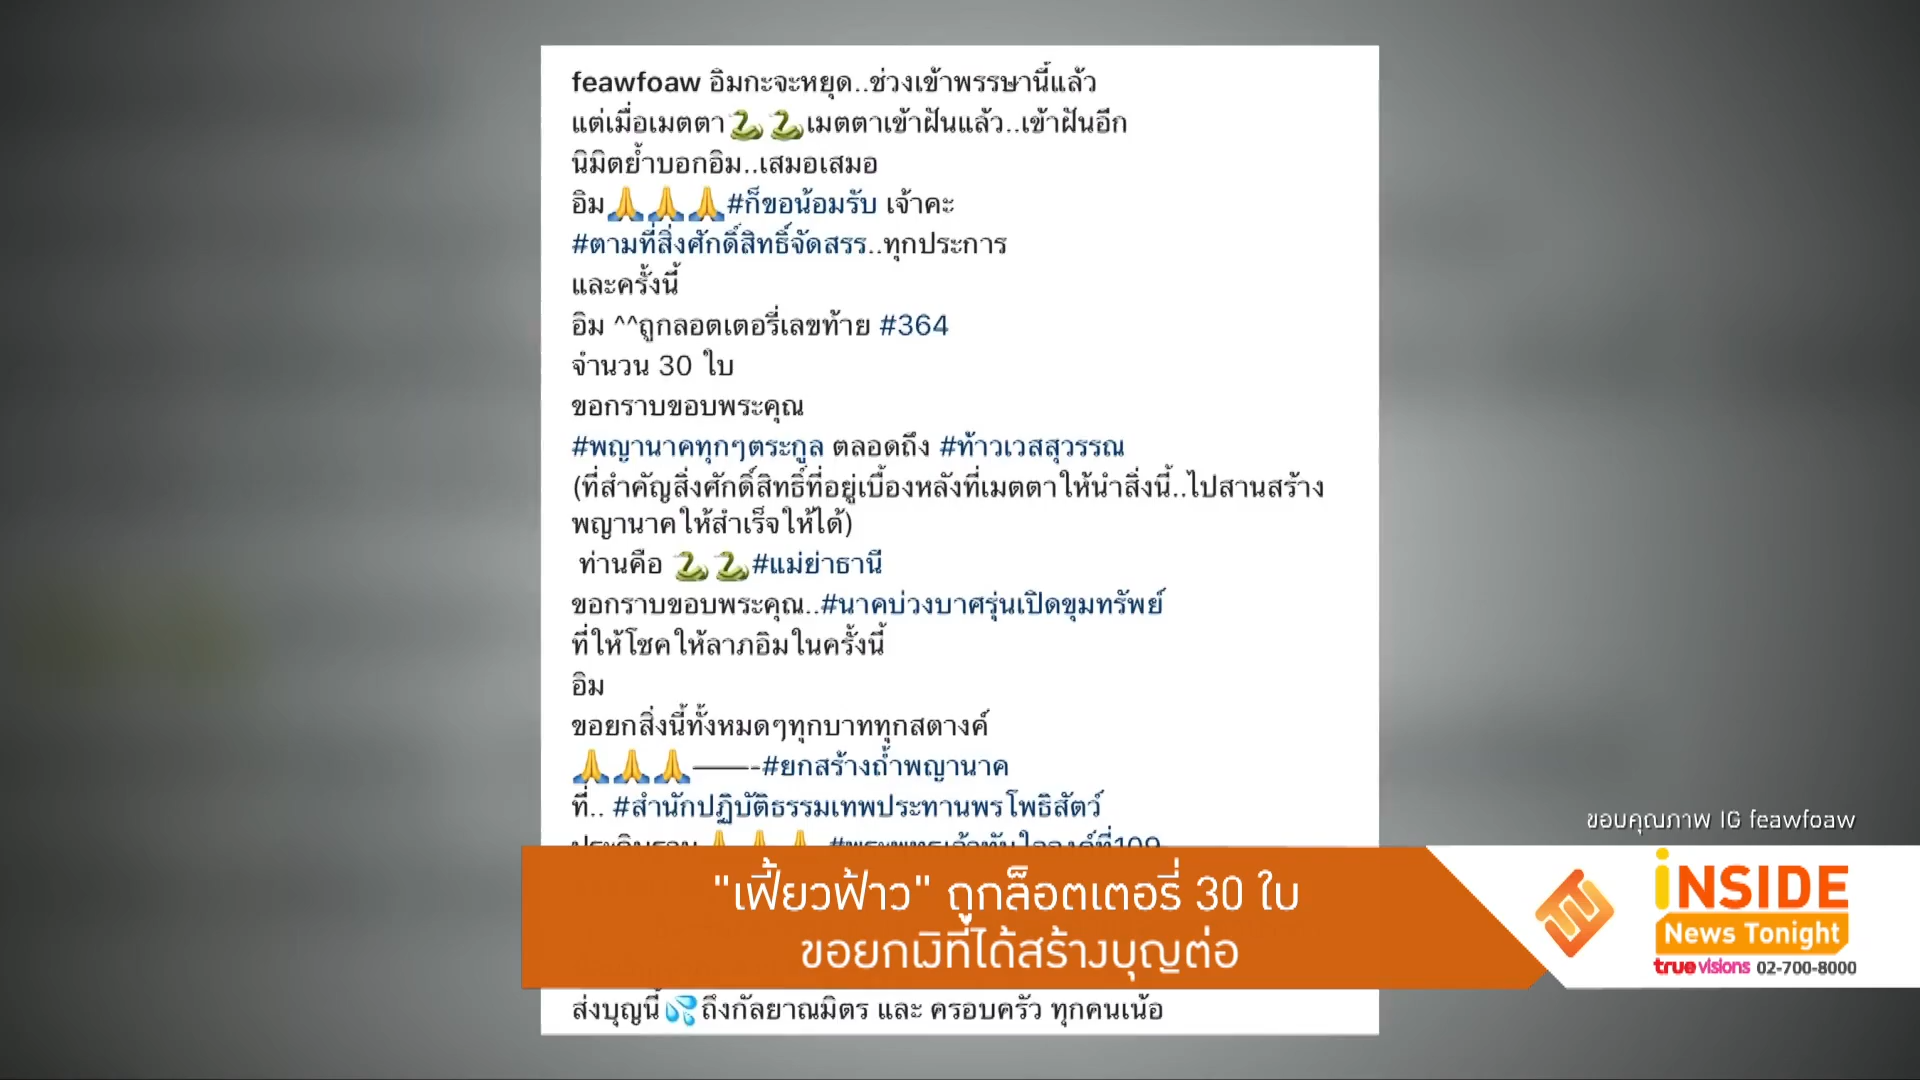 feawfoaw อิมกะจะหยุด..ช่วงเข้าพรรษานี้แล้ว
แต่เมื่อเมตตา🐍🐍เมตตาเข้าฝันแล้ว..เข้าฝันอีก
นิมิตย้ำบอกอิม..เสมอเสมอ
อิม🙏🙏🙏#ก็ขอน้อมรับ เจ้าคะ
#ตามที่สิ่งศักดิ์สิทธิ์จัดสรร..ทุกประการ
และครั้งนี้
อิม ^^ถูกลอตเตอรี่เลขท้าย #364
จำนวน 30 ใบ
ขอกราบขอบพระคุณ
#พญานาคทุกๆตระกูล ตลอดถึง #ท้าวเวสสุวรรณ
(ที่สำคัญสิ่งศักดิ์สิทธิ์ที่อยู่เบื้องหลังที่เมตตาให้นำสิ่งนี้..ไปสานสร้าง
พญานาคให้สำเร็จให้ได้)
ท่านคือ 🐍🐍#แม่ย่าธานี
ขอกราบขอบพระคุณ..#นาคบ่วงบาศรุ่นเปิดขุมทรัพย์
ที่ให้โชคให้ลาภอิมในครั้งนี้
อิม
ขอยกสิ่งนี้ทั้งหมดๆทุกบาททุกสตางค์
🙏🙏🙏——-#ยกสร้างถ้ำพญานาค
ที่.. #สำนักปฏิบัติธรรมเทพประทานพรโพธิสัตว์
ขอบคุณภาพ IG feawfoaw
"เฟี้ยวฟ้าว" ถูกล็อตเตอรี่ 30 ใบ
ขอยกเงิที่ได้สร้างบุญต่อ
iNSIDE
News Tonight
truevisions 02-700-8000
ส่งบุญนี้💦ถึงกัลยาณมิตร และ ครอบครัว ทุกคนเน้อ